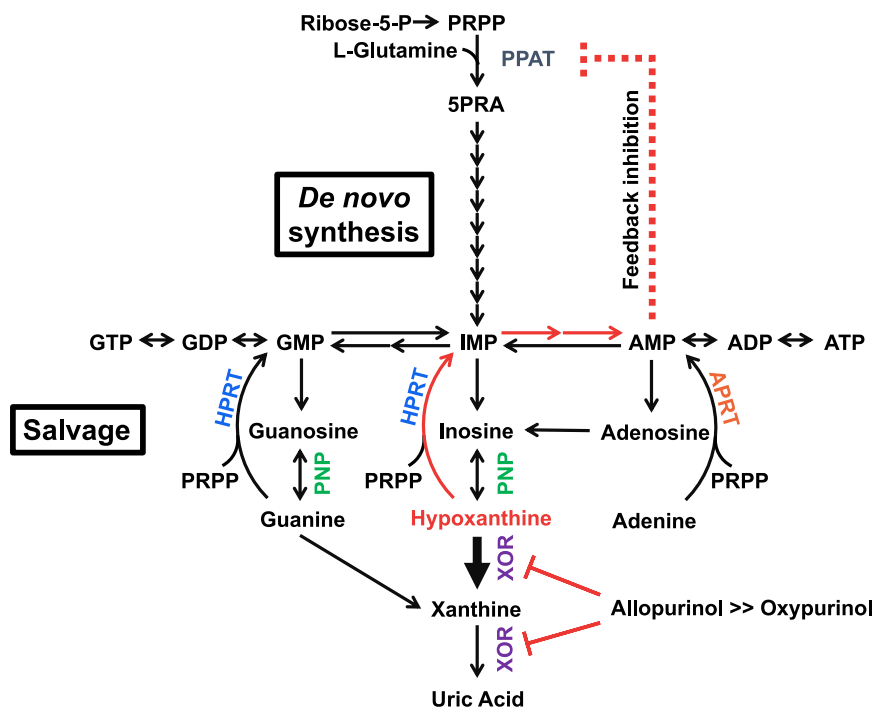 Ribose-5-P PRPP
L-Glutamine PPAT
5PRA
De novo
synthesis
Feedback inhibition
GTP GDP GMP IMP AMP ADP ATP
HPRT HPRT APRT
Salvage
Guanosine Inosine Adenosine
PRPP PNP PRPP PNP PRPP
Guanine Hypoxanthine Adenine
XOR
Xanthine Allopurinol >> Oxypurinol
XOR
Uric Acid